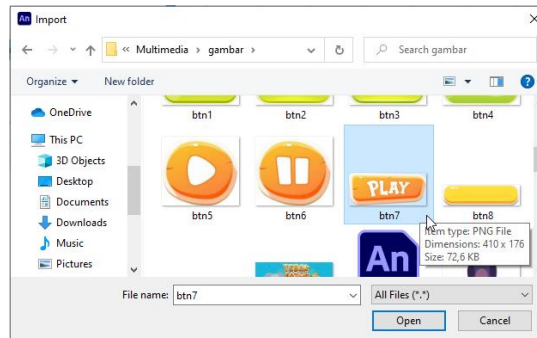 An Import
« Multimedia › gambar ›
Search gambar
Organize
New folder
OneDrive
This PC
3D Objects
Desktop
Documents
Downloads
Music
Pictures
btn1
btn2
btn3
btn4
btn5
btn6
PLAY
btn7
btn8
Item type: PNG File
Dimensions: 410 x 176
Size: 72,6 KB
An
File name:
btn7
All Files (*.*)
Open
Cancel